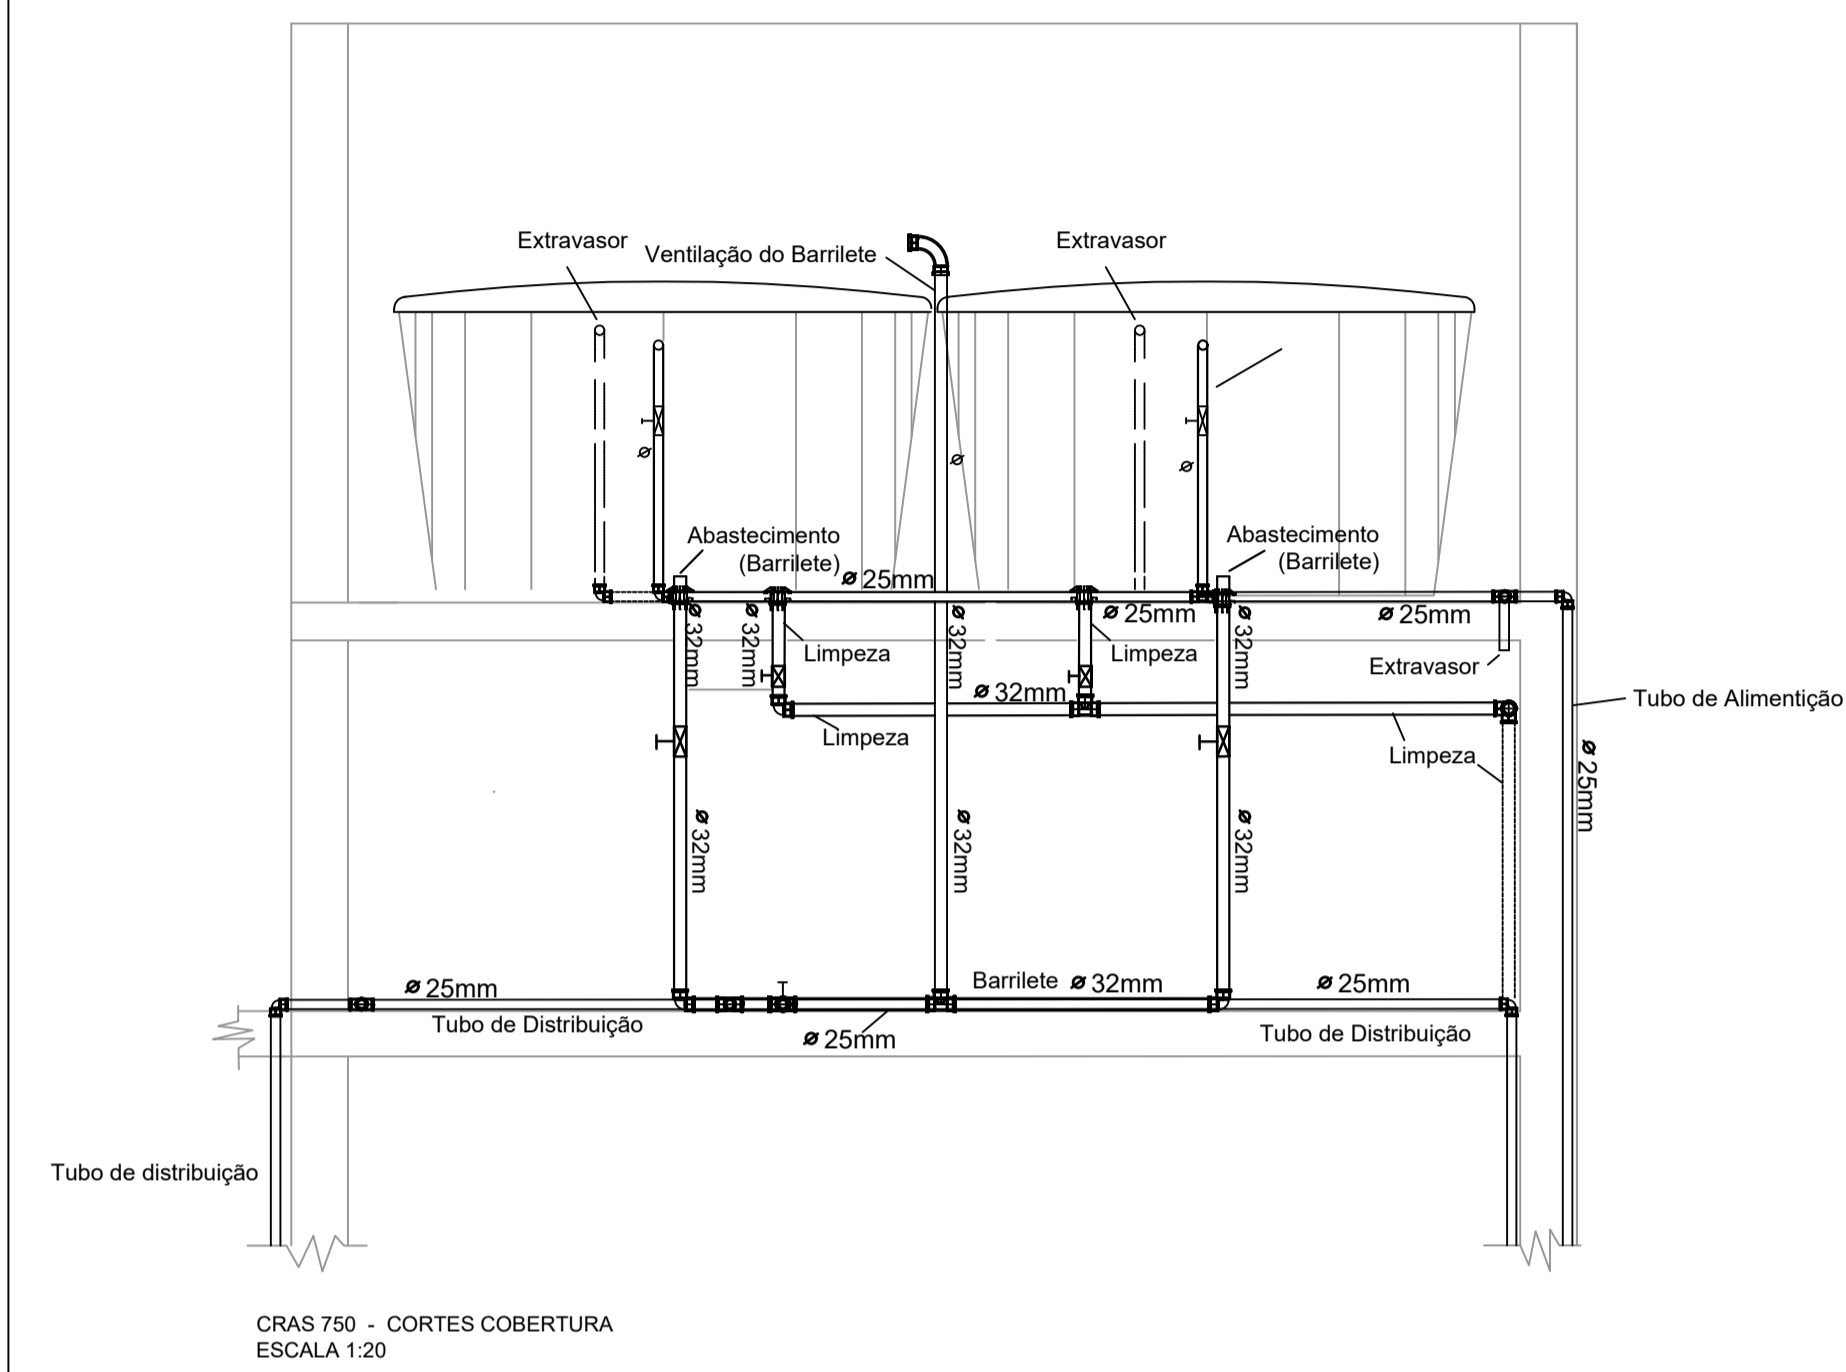 Extravasor
Ventilação do Barrilete
Extravasor
ø
ø
ø
Abastecimento
(Barrilete)
Abastecimento
(Barrilete)
ø 25mm
ø 32mm
ø 32mm
ø 32mm
ø 25mm
ø 32mm
ø 25mm
Limpeza
Limpeza
Extravasor
ø 32mm
Tubo de Alimentição
Limpeza
Limpeza
ø 25mm
ø 32mm
ø 32mm
ø 32mm
ø 25mm
Barrilete ø 32mm
ø 25mm
Tubo de Distribuição
ø 25mm
Tubo de Distribuição
Tubo de distribuição
CRAS 750 - CORTES COBERTURA
ESCALA 1:20